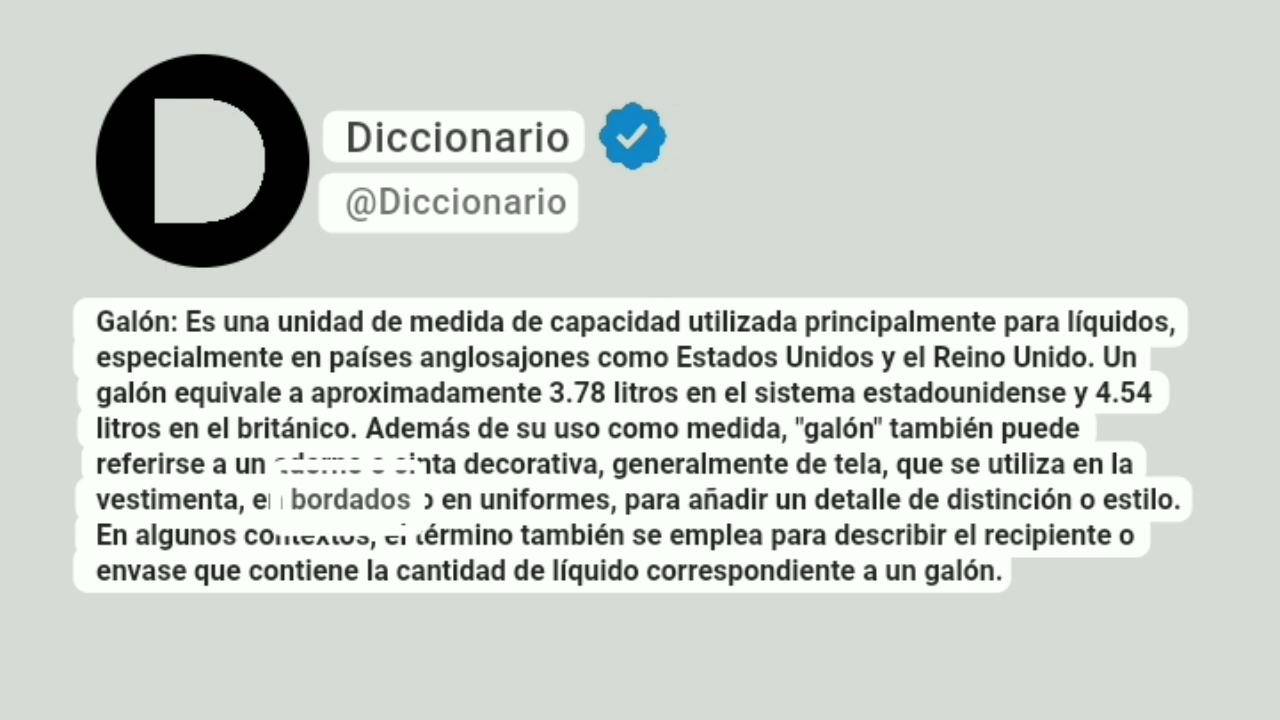 D
Diccionario
@Diccionario
Galón: Es una unidad de medida de capacidad utilizada principalmente para líquidos,
especialmente en países anglosajones como Estados Unidos y el Reino Unido. Un
galón equivale a aproximadamente 3.78 litros en el sistema estadounidense y 4.54
litros en el británico. Además de su uso como medida, "galón" también puede
referirse a un decorativa, generalmente de tela, que se utiliza en la
vestimenta, bordados o en uniformes, para añadir un detalle de distinción o estilo.
En algunos contextos, el término también se emplea para describir el recipiente o
envase que contiene la cantidad de líquido correspondiente a un galón.